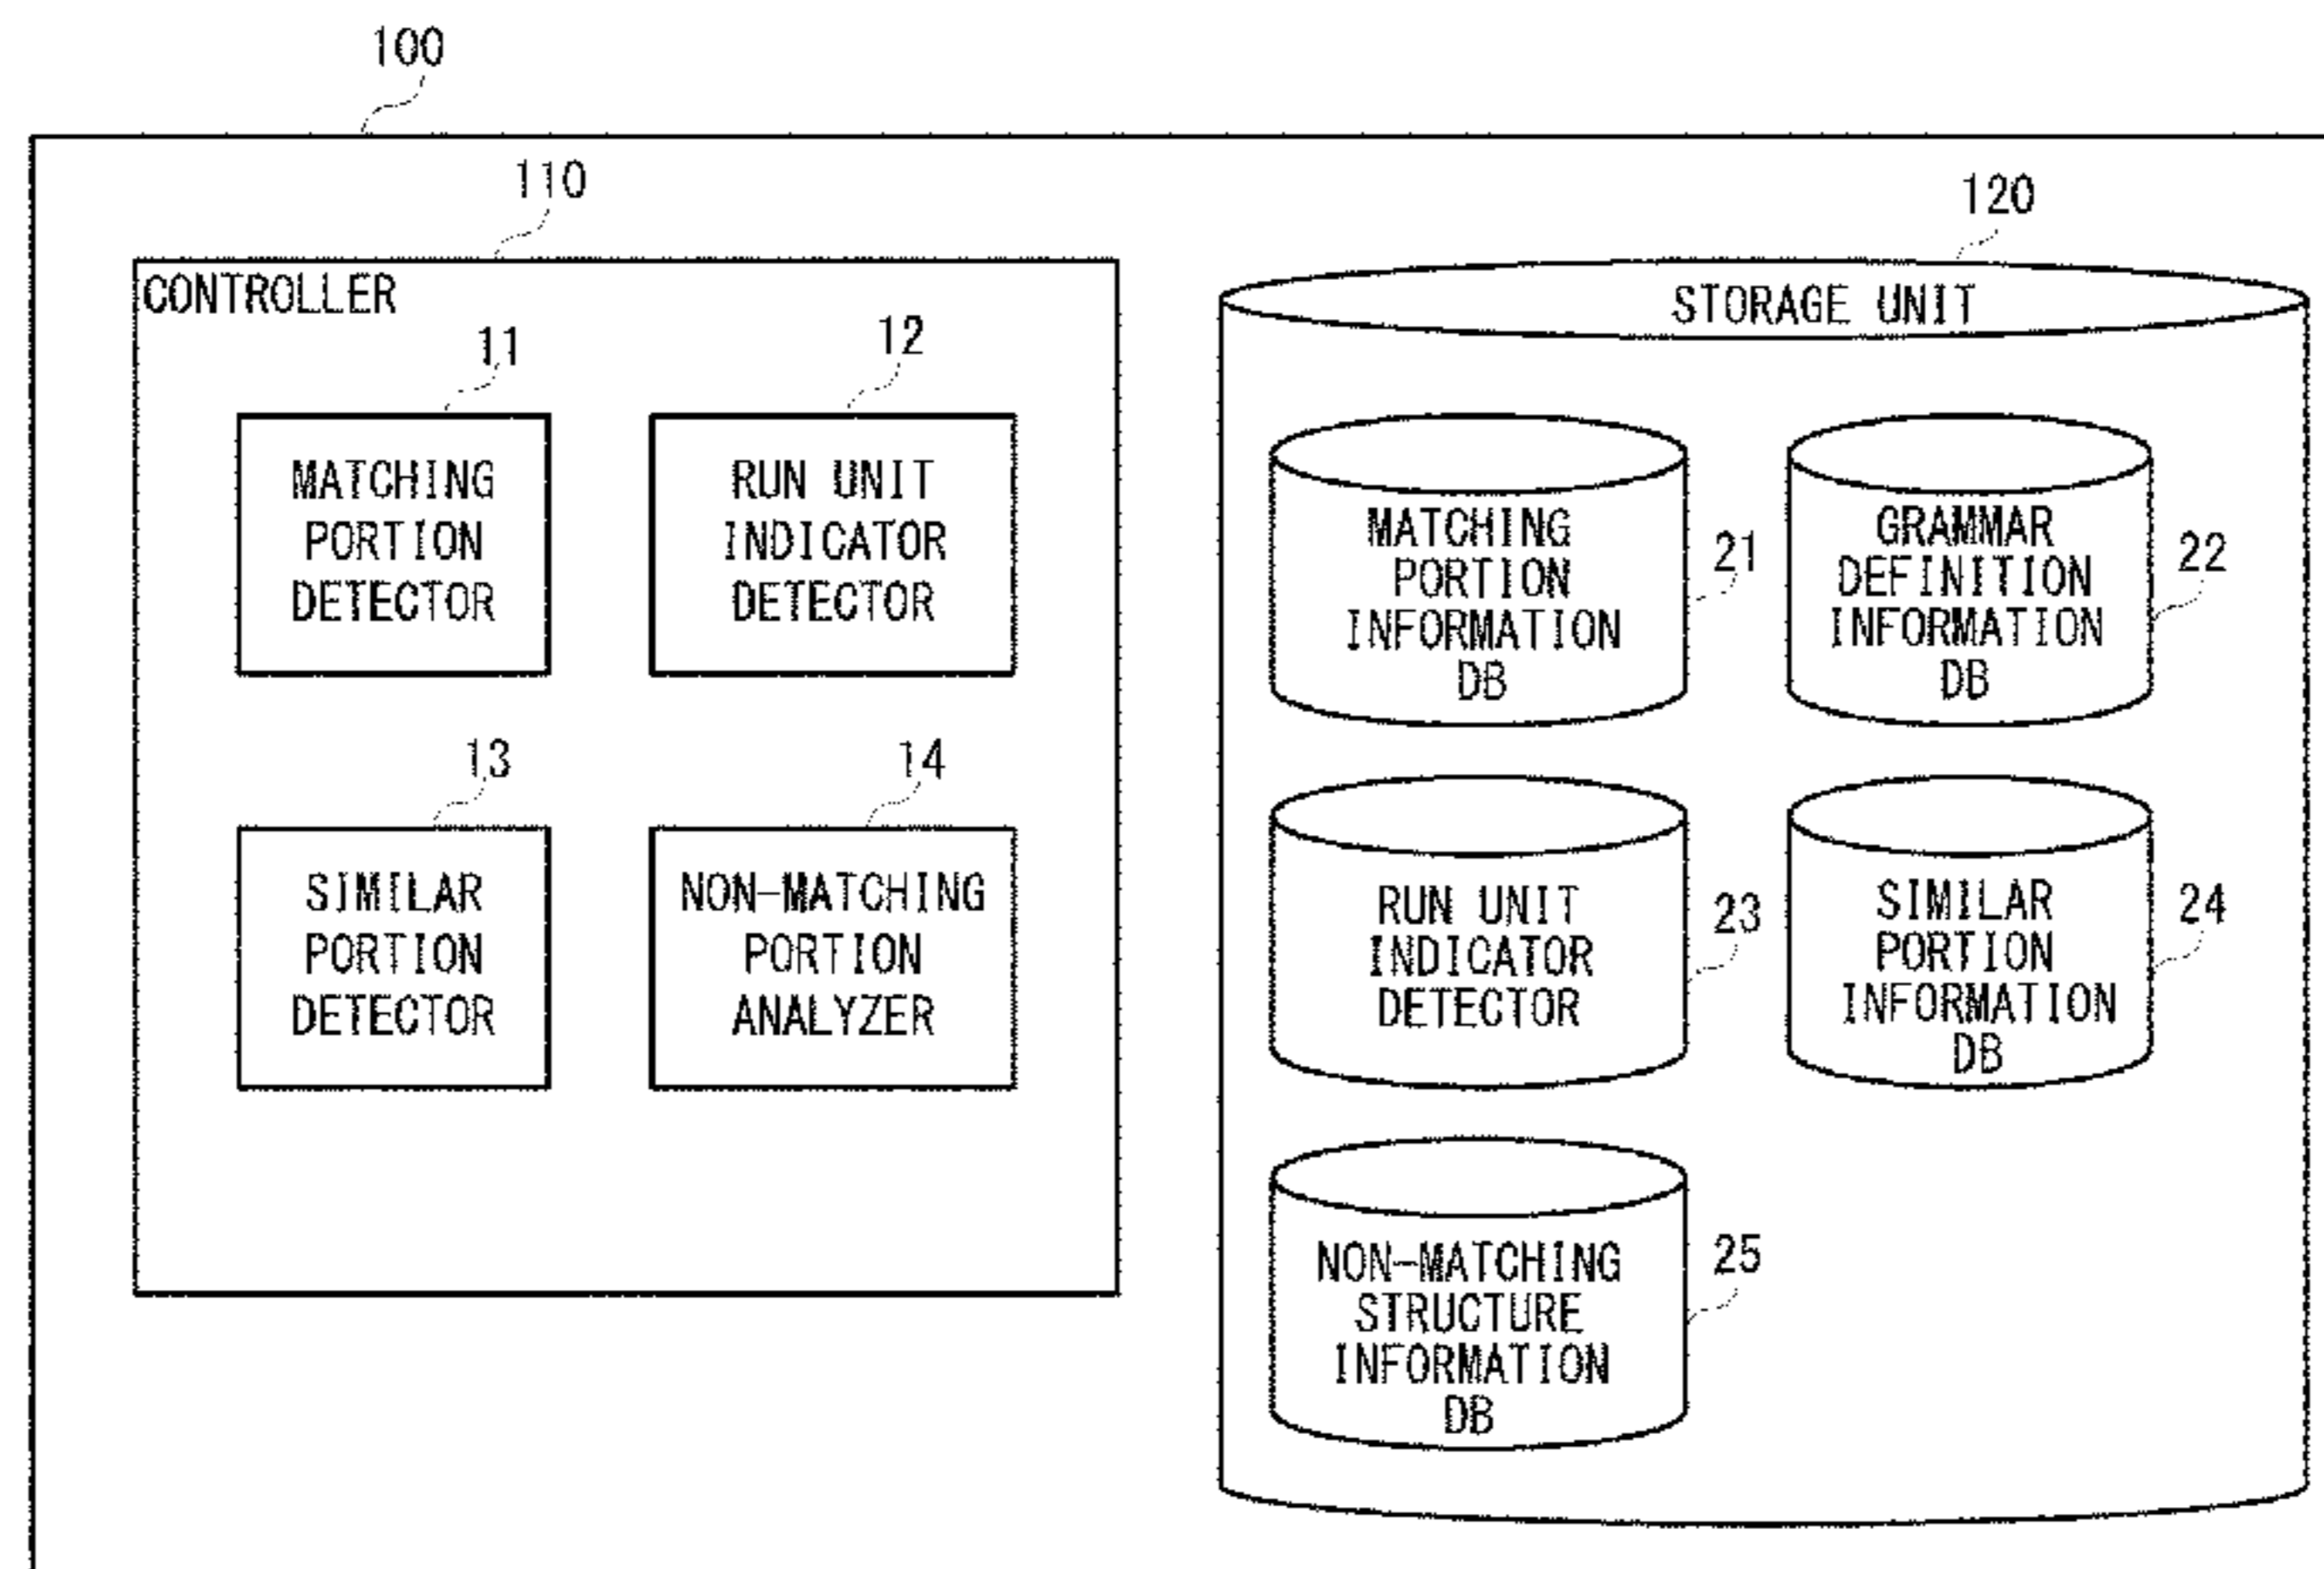 100
110
CONTROLLER
11
MATCHING
PORTION
DETECTOR
12
RUN UNIT
INDICATOR
DETECTOR
13
SIMILAR
PORTION
DETECTOR
14
NON-MATCHING
PORTION
ANALYZER
120
STORAGE UNIT
MATCHING
PORTION
INFORMATION
DB
21
GRAMMAR
DEFINITION
INFORMATION
DB
22
RUN UNIT
INDICATOR
DETECTOR
23
SIMILAR
PORTION
INFORMATION
DB
24
NON-MATCHING
STRUCTURE
INFORMATION
DB
25